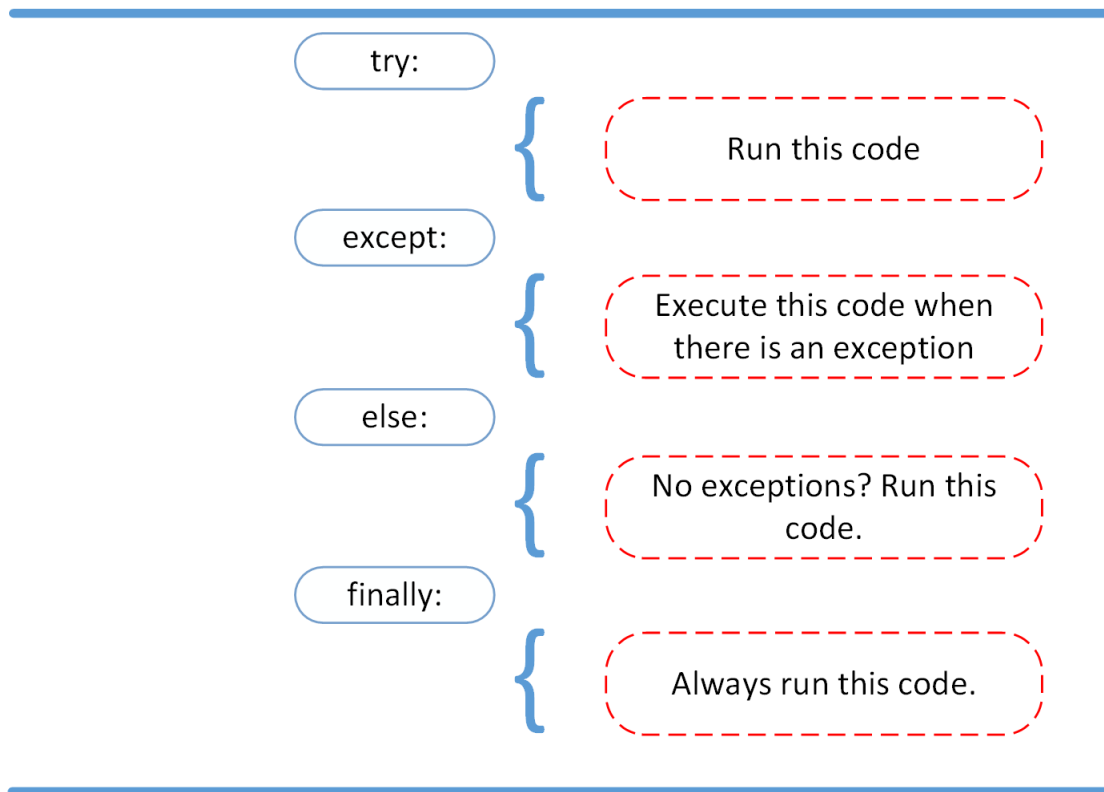 try:
Run this code
except:
Execute this code when
there is an exception
else:
No exceptions? Run this
code.
finally:
Always run this code.